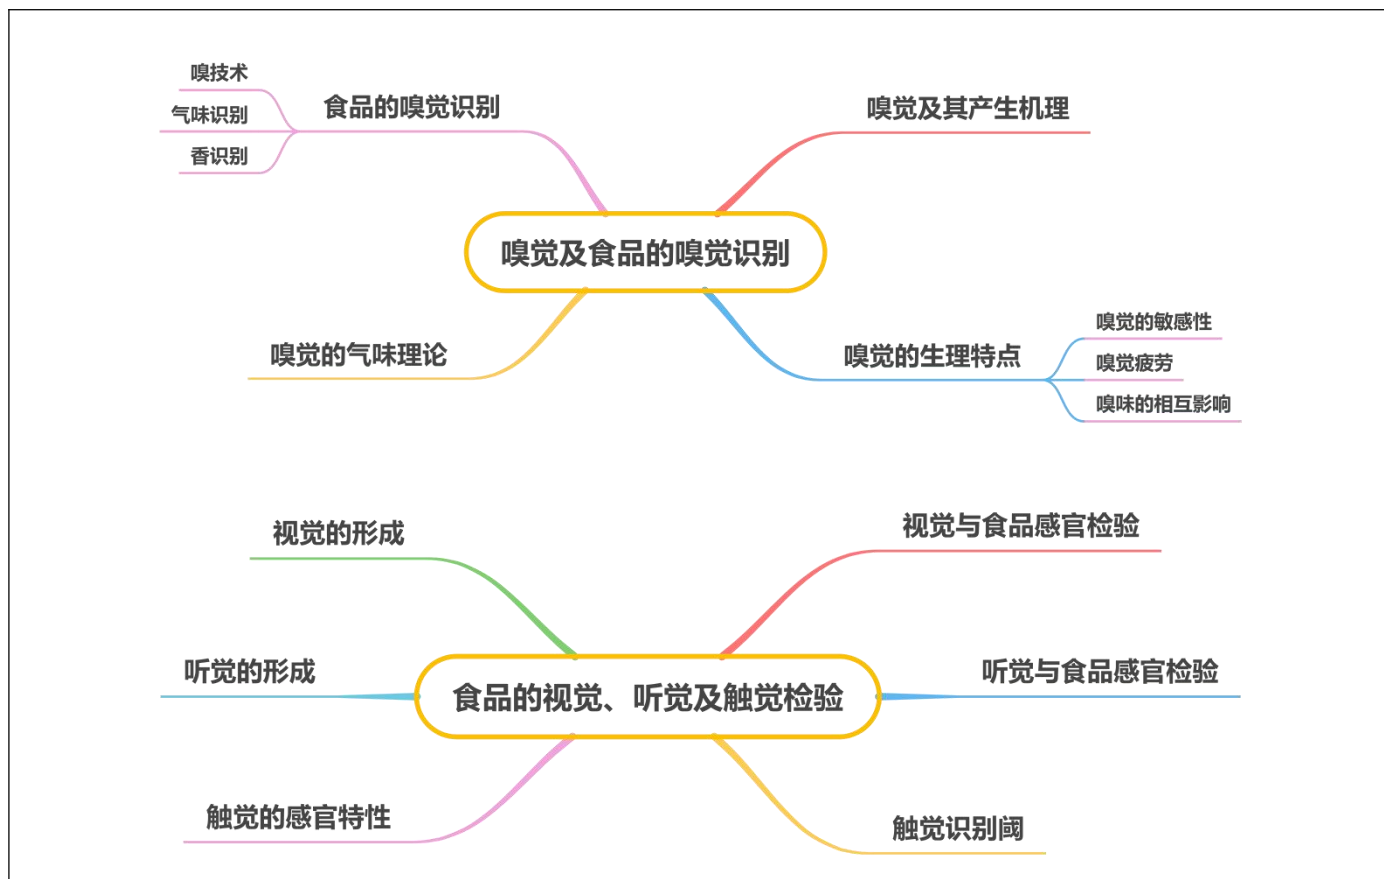 嗅技术
气味识别
香识别
食品的嗅觉识别
嗅觉及其产生机理
嗅觉及食品的嗅觉识别
嗅觉的气味理论
嗅觉的生理特点
嗅觉的敏感性
嗅觉疲劳
嗅味的相互影响
视觉的形成
视觉与食品感官检验
听觉的形成
食品的视觉、听觉及触觉检验
听觉与食品感官检验
触觉的感官特性
触觉识别阈